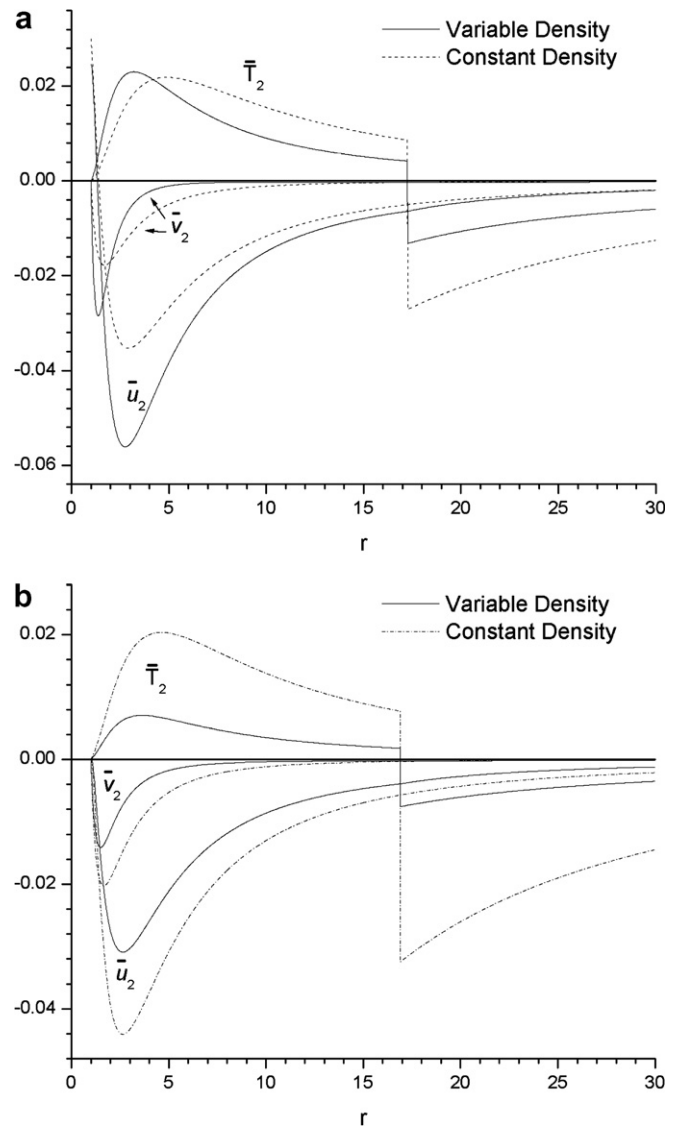 a
Variable Density
Constant Density
T̿₂
0.02
0.00
v̄₂
-0.02
-0.04
ū₂
-0.06
0 5 10 15 20 25 30
r
b
Variable Density
Constant Density
0.02
T̿₂
0.00
v̄₂
-0.02
ū₂
-0.04
0 5 10 15 20 25 30
r